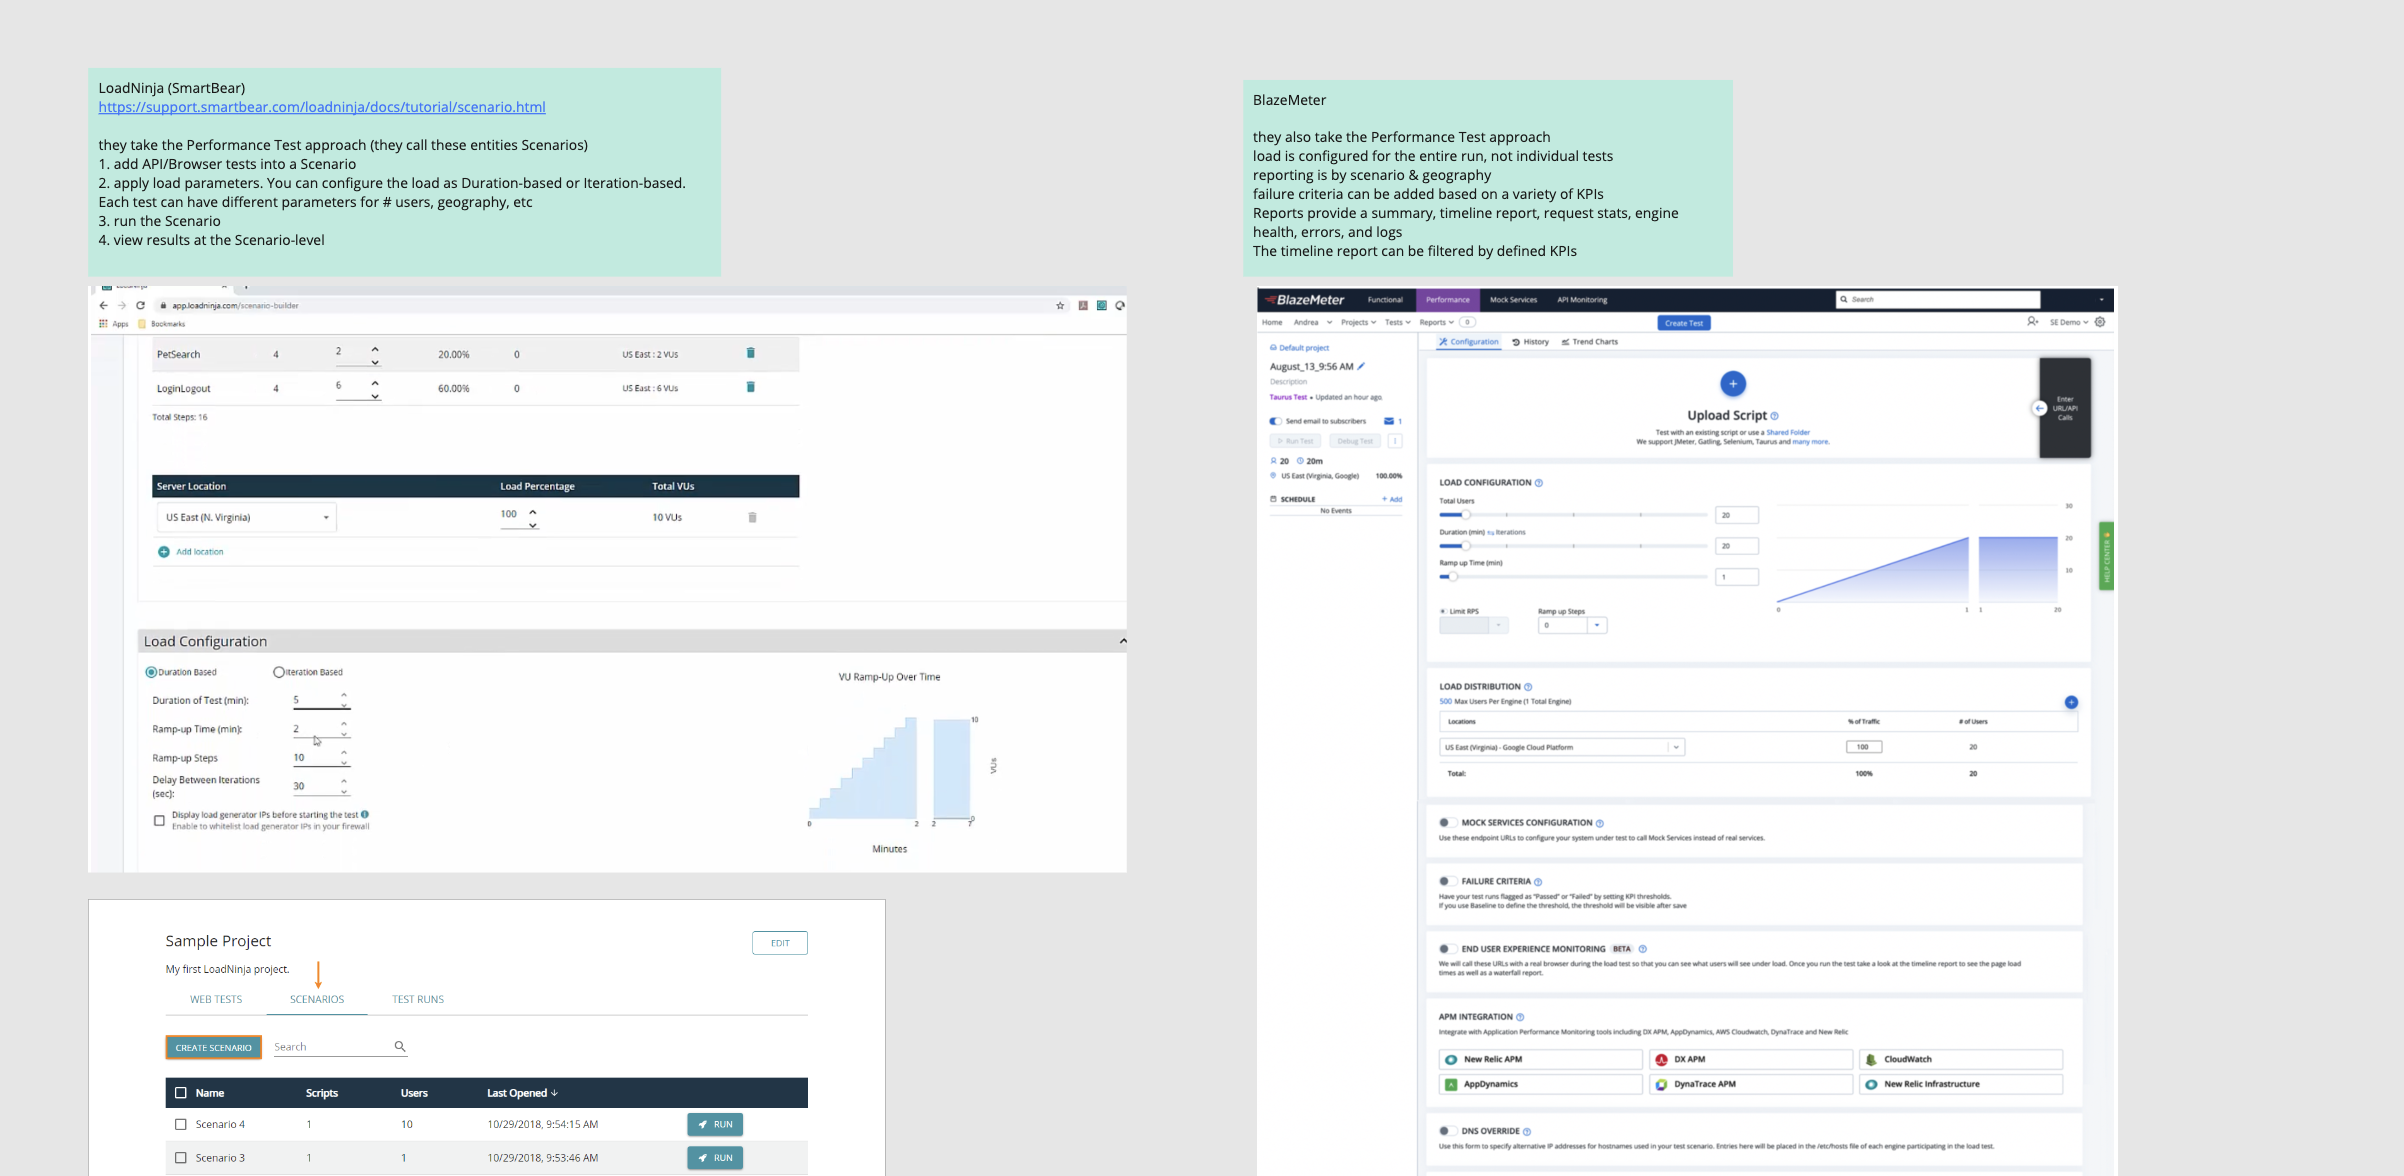 LoadNinja (SmartBear)
https://support.smartbear.com/loadninja/docs/tutorial/scenario.html
they take the Performance Test approach (they call these entities Scenarios)
1. add API/Browser tests into a Scenario
2. apply load parameters. You can configure the load as Duration-based or Iteration-based.
Each test can have different parameters for # users, geography, etc
3. run the Scenario
4. view results at the Scenario-level
app.loadninja.com/scenario-builder
Apps Bookmarks
PetSearch 4 2 20.00% 0 US East : 2 VUs
LoginLogout 4 6 60.00% 0 US East : 6 VUs
Total Steps: 16
Server Location Load Percentage Total VUs
US East (N. Virginia) 100 10 VUs
Add location
Load Configuration
Duration Based Iteration Based
Duration of Test (min): 5
Ramp-up Time (min): 2
Ramp-up Steps 10
Delay Between Iterations
(sec): 30
Display load generator IPs before starting the test
Enable to whitelist load generator IPs in your firewall
VU Ramp-Up Over Time
10
VUs
0 2 2 7
Minutes
Sample Project
EDIT
My first LoadNinja project.
WEB TESTS SCENARIOS TEST RUNS
CREATE SCENARIO Search
Name Scripts Users Last Opened
Scenario 4 1 10 10/29/2018, 9:54:15 AM RUN
Scenario 3 1 1 10/29/2018, 9:53:46 AM RUN
BlazeMeter
they also take the Performance Test approach
load is configured for the entire run, not individual tests
reporting is by scenario & geography
failure criteria can be added based on a variety of KPIs
Reports provide a summary, timeline report, request stats, engine
health, errors, and logs
The timeline report can be filtered by defined KPIs
BlazeMeter Functional Performance Mock Services API Monitoring Search
Home Andrea Projects Tests Reports 0 Create Test SE Demo
Default project
August_13_9:56 AM
Description
Taurus Test • Updated an hour ago
Send email to subscribers 1
Run Test Debug Test
20 20m
US East (Virginia, Google) 100.00%
SCHEDULE + Add
No Events
Configuration History Trend Charts
Upload Script
Test with an existing script or use a Shared Folder
We support JMeter, Gatling, Selenium, Taurus and many more.
Enter
URL/API
Calls
LOAD CONFIGURATION
Total Users
20
Duration (min) Iterations
20
Ramp up Time (min)
1
Limit RPS Ramp up Steps
0
30
20
10
0 1 1 20
HELP CENTER
LOAD DISTRIBUTION
500 Max Users Per Engine (1 Total Engine)
Locations % of Traffic # of Users
US East (Virginia) - Google Cloud Platform 100 20
Total: 100% 20
MOCK SERVICES CONFIGURATION
Use these endpoint URLs to configure your system under test to call Mock Services instead of real services.
FAILURE CRITERIA
Have your test runs flagged as "Passed" or "Failed" by setting KPI thresholds.
If you use Baseline to define the threshold, the threshold will be visible after save
END USER EXPERIENCE MONITORING BETA
We will call these URLs with a real browser during the load test so that you can see what users will see under load. Once you run the test take a look at the timeline report to see the page load
times as well as a waterfall report.
APM INTEGRATION
Integrate with Application Performance Monitoring tools including DX APM, AppDynamics, AWS Cloudwatch, DynaTrace and New Relic
New Relic APM DX APM CloudWatch
AppDynamics DynaTrace APM New Relic Infrastructure
DNS OVERRIDE
Use this form to specify alternative IP addresses for hostnames used in your test scenario. Entries here will be placed in the /etc/hosts file of each engine participating in the load test.